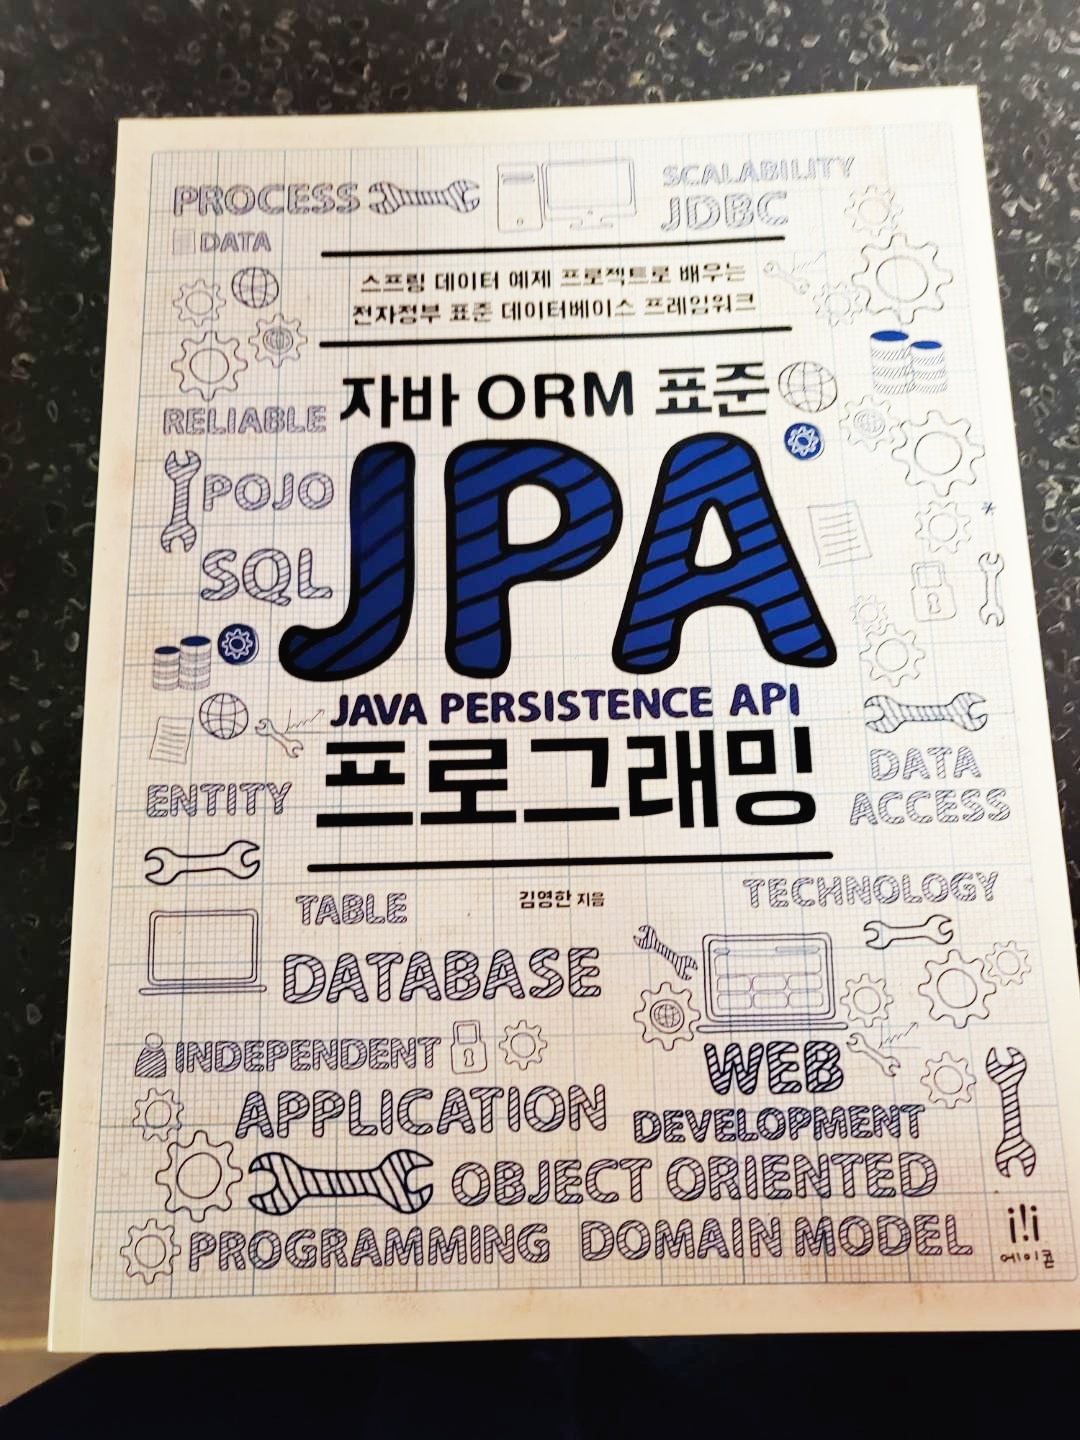 PROCESS
SCALABILITY
JDBC
DATA
스프링 데이터 예제 프로젝트로 배우는
전자정부 표준 데이터베이스 프레임워크
자바 ORM 표준
RELIABLE
JPA
POJO
SQL
JAVA PERSISTENCE API
프로그래밍
ENTITY
DATA
ACCESS
TABLE
김영한 지음
TECHNOLOGY
DATABASE
INDEPENDENT
WEB
APPLICATION
DEVELOPMENT
OBJECT ORIENTED
PROGRAMMING DOMAIN MODEL
에이콘